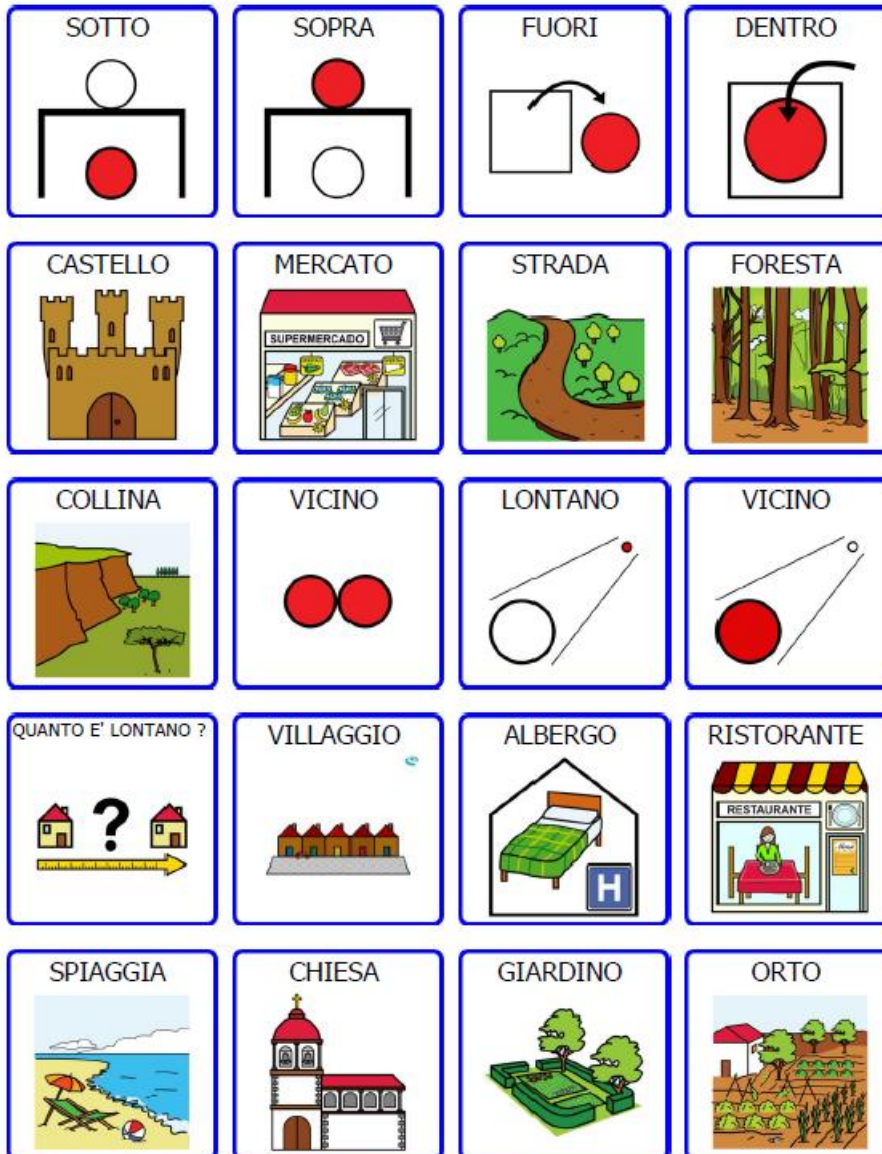 SOTTO SOPRA FUORI DENTRO
CASTELLO MERCATO STRADA FORESTA
SUPERMERCADO
COLLINA VICINO LONTANO VICINO
QUANTO E' LONTANO ? VILLAGGIO ALBERGO RISTORANTE
?
RESTAURANTE
H
SPIAGGIA CHIESA GIARDINO ORTO